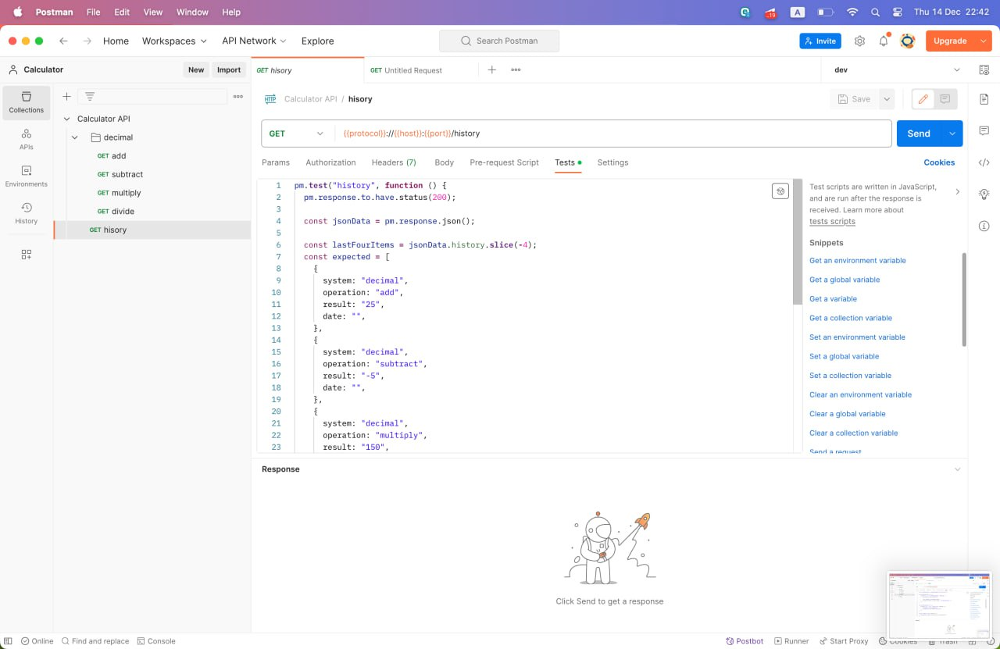 Postman File Edit View Window Help 19 A Thu 14 Dec 22:42
Home Workspaces API Network Explore Search Postman Invite Upgrade
Calculator New Import GET hisory GET Untitled Request dev
Collections
APIs
Environments
History
Calculator API
decimal
GET add
GET subtract
GET multiply
GET divide
GET hisory
HTTP Calculator API / hisory Save
GET {{protocol}}://{{host}}:{{port}}/history Send
Params Authorization Headers (7) Body Pre-request Script Tests Settings Cookies
1 pm.test("history", function () {
2 pm.response.to.have.status(200);
3
4 const jsonData = pm.response.json();
5
6 const lastFourItems = jsonData.history.slice(-4);
7 const expected = [
8 {
9 system: "decimal",
10 operation: "add",
11 result: "25",
12 date: "",
13 },
14 {
15 system: "decimal",
16 operation: "subtract",
17 result: "-5",
18 date: "",
19 },
20 {
21 system: "decimal",
22 operation: "multiply",
23 result: "150",
Test scripts are written in JavaScript,
and are run after the response is
received. Learn more about
tests scripts
Snippets
Get an environment variable
Get a global variable
Get a variable
Get a collection variable
Set an environment variable
Set a global variable
Set a collection variable
Clear an environment variable
Clear a global variable
Clear a collection variable
Send a request
Response
Click Send to get a response
Online Find and replace Console Postbot Runner Start Proxy Cookies Trash